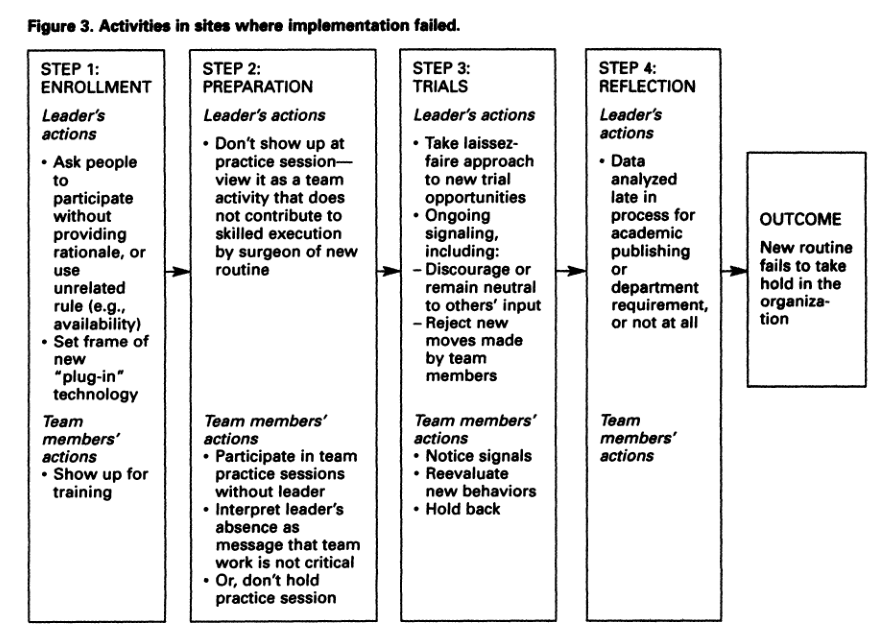 Figure 3. Activities in sites where implementation failed.
STEP 1:
ENROLLMENT
Leader's
actions
• Ask people
to
participate
without
providing
rationale, or
use
unrelated
rule (e.g.,
availability)
• Set frame of
new
"plug-in"
technology
Team
members'
actions
• Show up for
training
STEP 2:
PREPARATION
Leader's actions
• Don't show up at
practice session—
view it as a team
activity that does
not contribute to
skilled execution
by surgeon of new
routine
Team members'
actions
• Participate in team
practice sessions
without leader
• Interpret leader's
absence as
message that team
work is not critical
• Or, don't hold
practice session
STEP 3:
TRIALS
Leader's actions
• Take laissez-
faire approach
to new trial
opportunities
• Ongoing
signaling,
including:
– Discourage or
remain neutral
to others' input
– Reject new
moves made
by team
members
Team members'
actions
• Notice signals
• Reevaluate
new behaviors
• Hold back
STEP 4:
REFLECTION
Leader's
actions
• Data
analyzed
late in
process for
academic
publishing
or
department
requirement,
or not at all
Team
members'
actions
OUTCOME
New routine
fails to take
hold in the
organiza-
tion